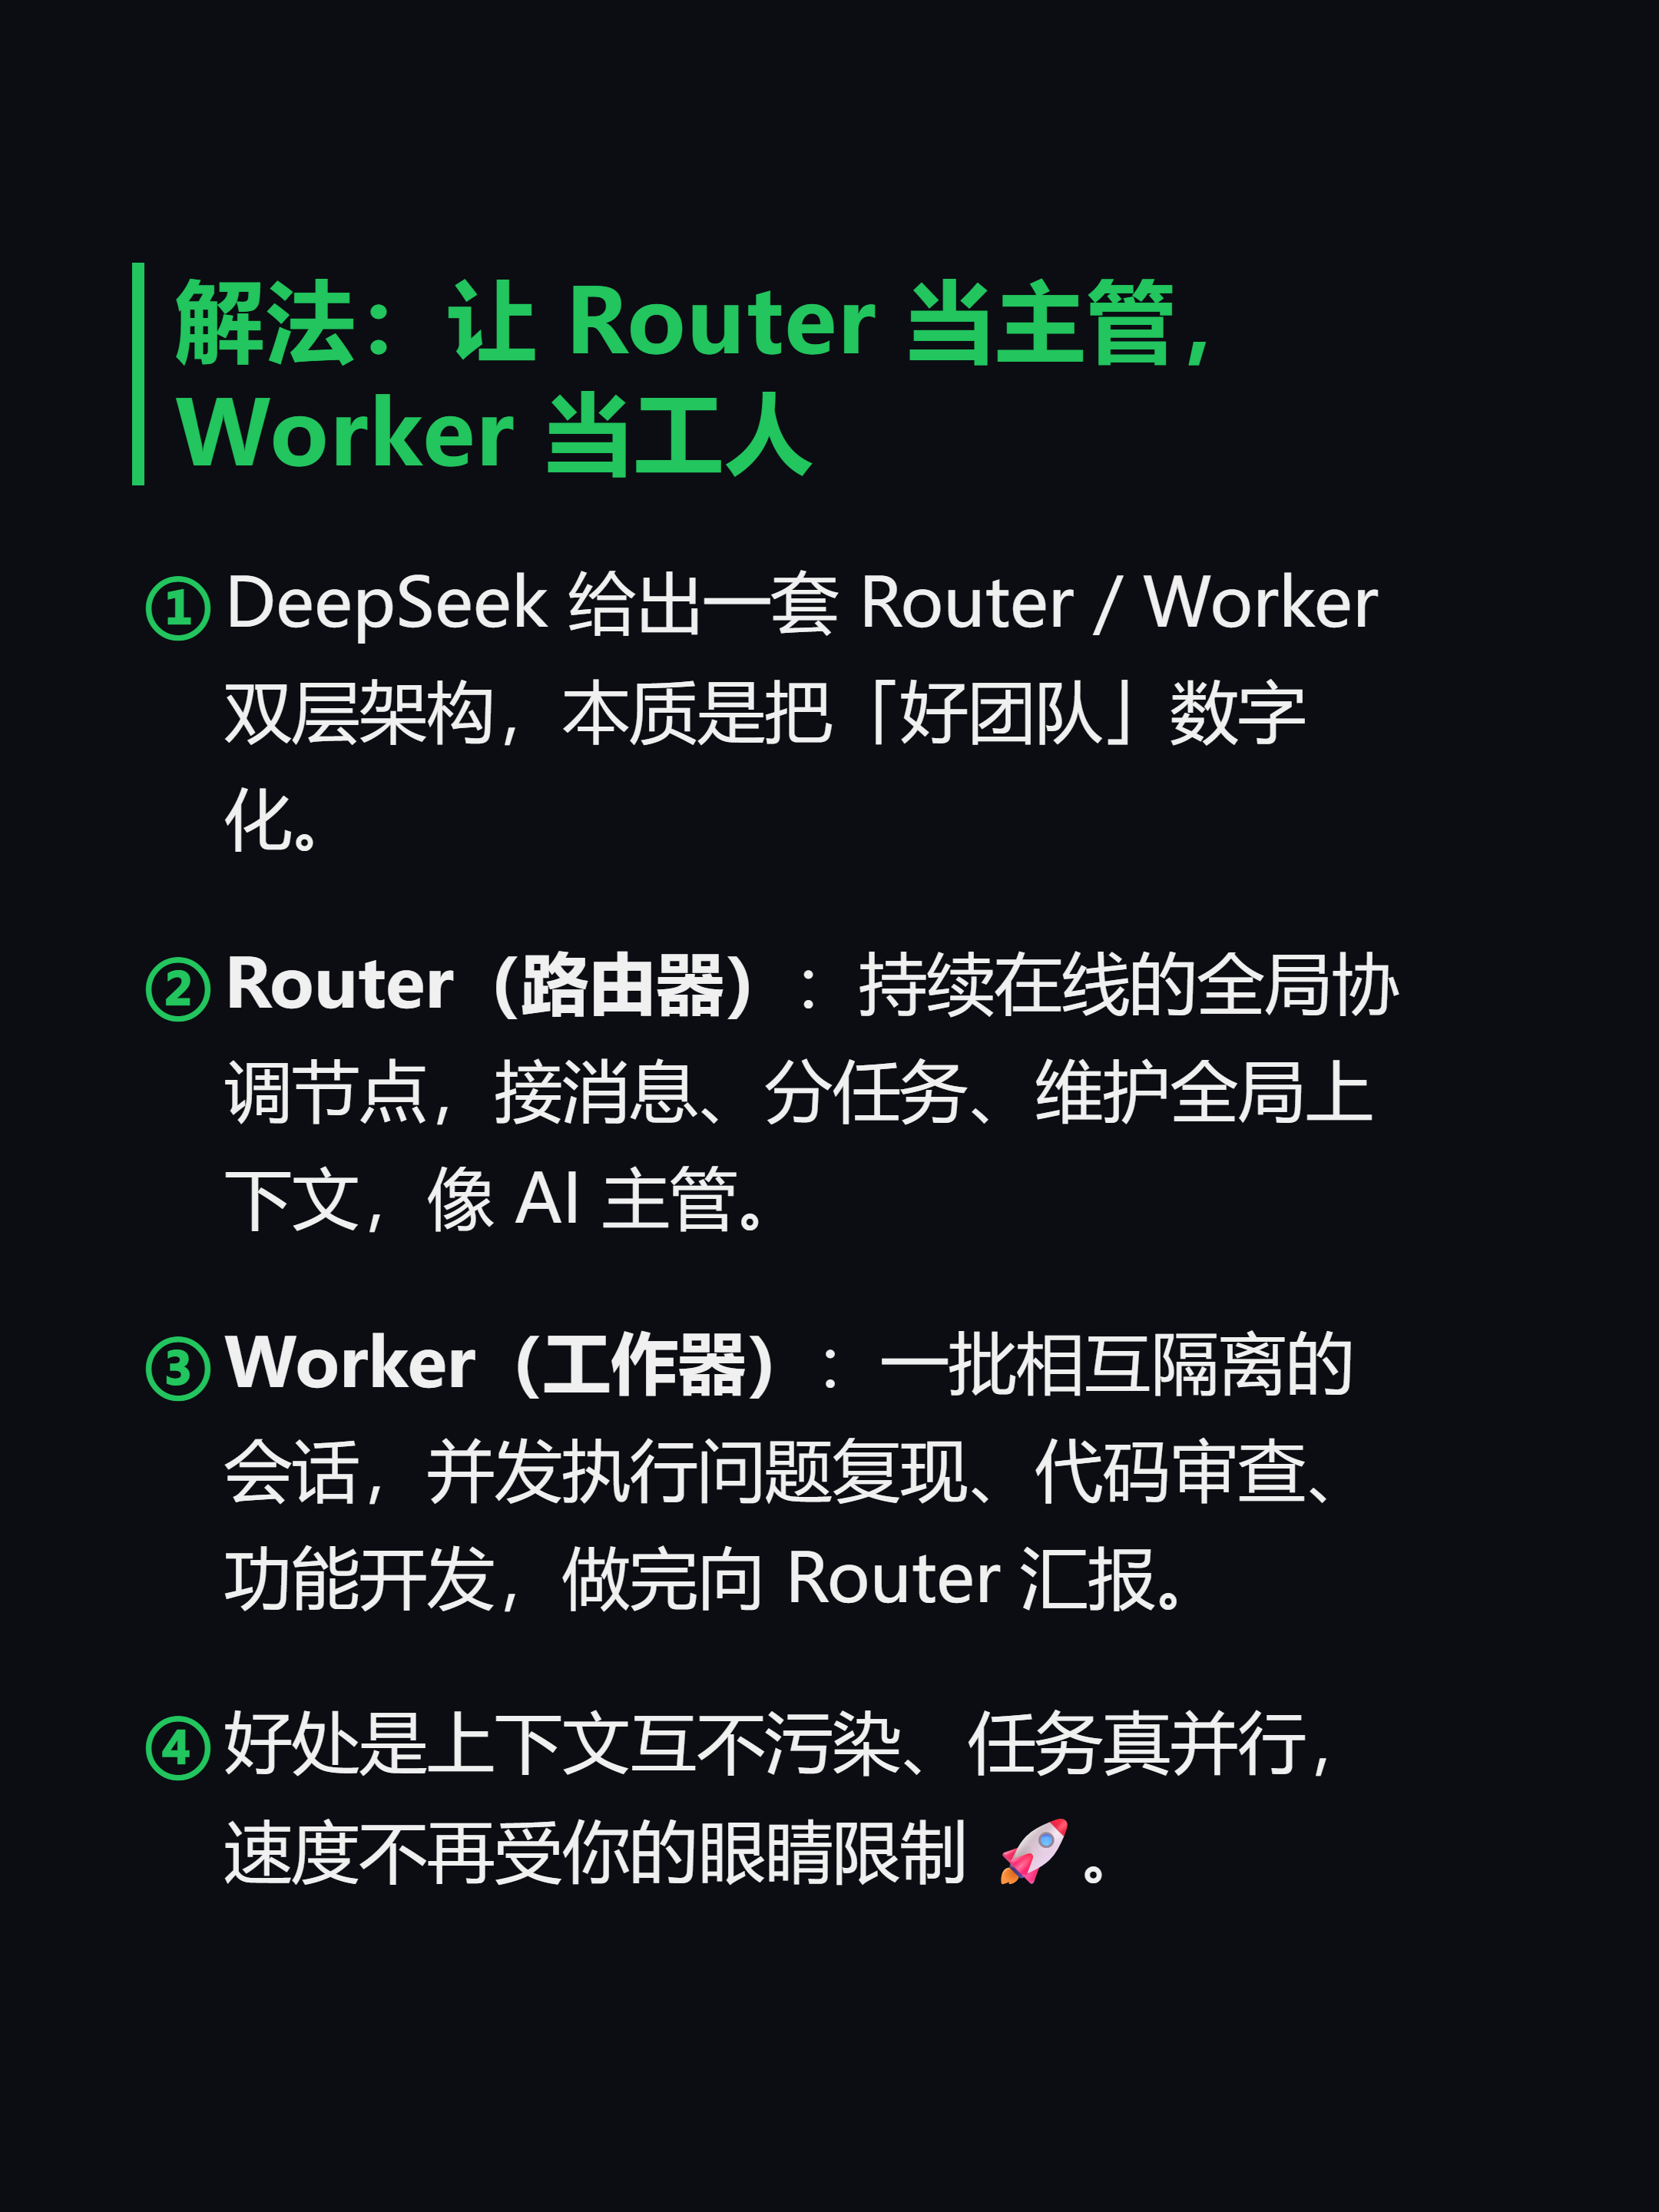 解法：让 Router 当主管，
Worker 当工人
① DeepSeek 给出一套 Router / Worker
双层架构，本质是把「好团队」数字
化。
② Router（路由器）：持续在线的全局协
调节点，接消息、分任务、维护全局上
下文，像 AI 主管。
③ Worker（工作器）：一批相互隔离的
会话，并发执行问题复现、代码审查、
功能开发，做完向 Router 汇报。
④ 好处是上下文互不污染、任务真并行，
速度不再受你的眼睛限制 🚀。